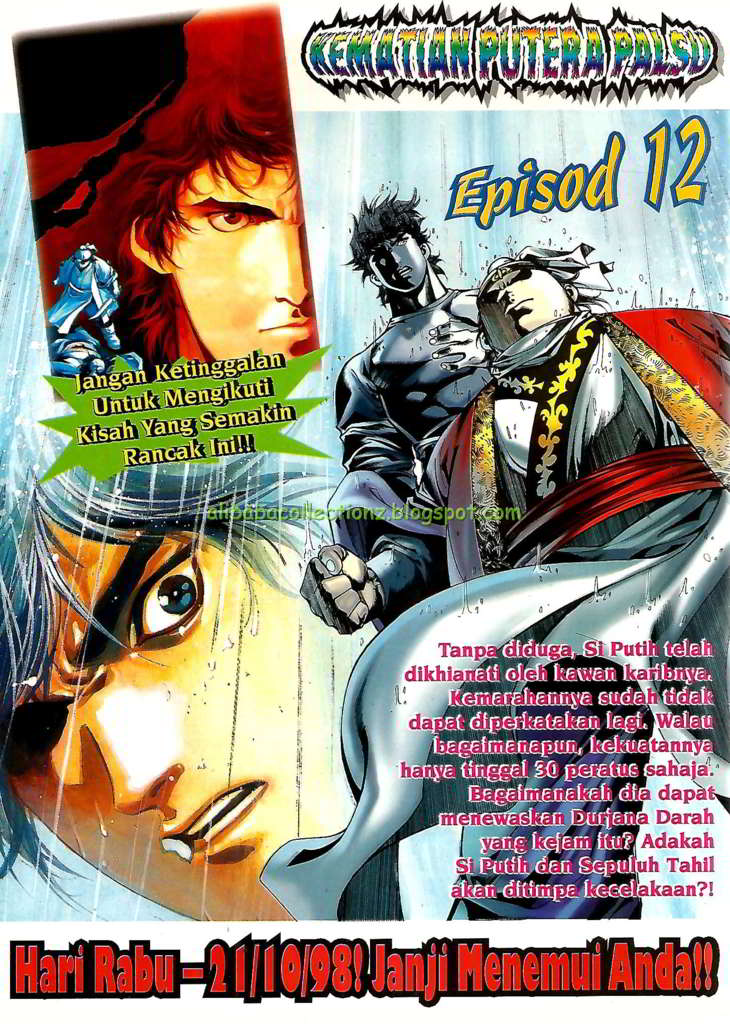 KEMATIAN PUTERA PALSU
Episod 12
Jangan Ketinggalan
Untuk Mengikuti
Kisah Yang Semakin
Rancak Ini!!!
alibabacollectionz.blogspot.com
Tanpa diduga, Si Putih telah
dikhianati oleh kawan karibnya.
Kemarahannya sudah tidak
dapat diperkatakan lagi. Walau
bagaimanapun, kekuatannya
hanya tinggal 30 peratus sahaja.
Bagaimanakah dia dapat
menewaskan Durjana Darah
yang kejam itu? Adakah
Si Putih dan Sepuluh Tahil
akan ditimpa kecelakaan?!
Hari Rabu – 21/10/98! Janji Menemui Anda!!